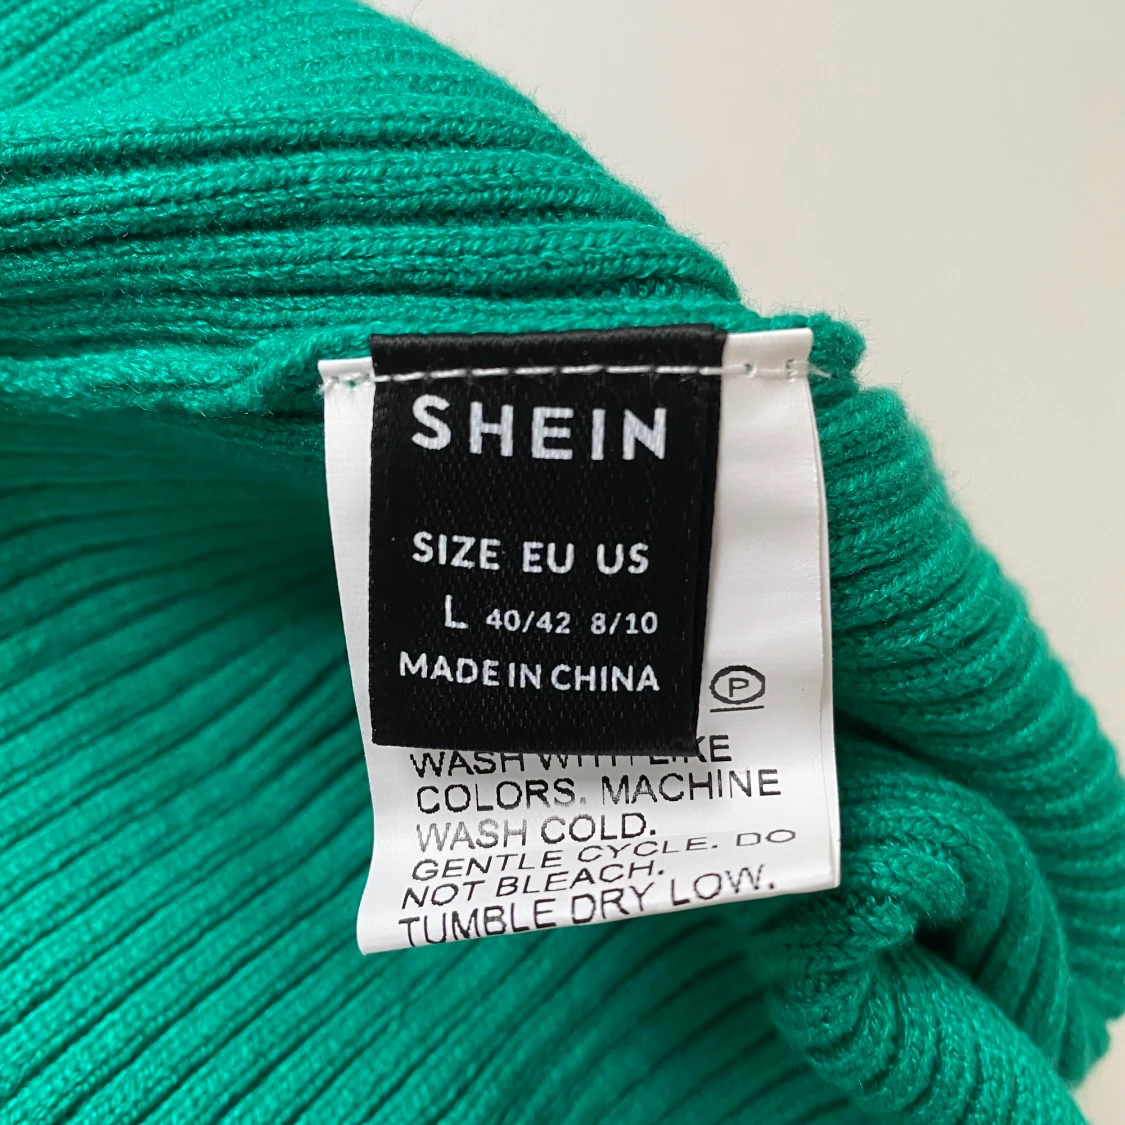 SHEIN
SIZE EU US
L 40/42 8/10
MADE IN CHINA
P
WASH WITH LIKE
COLORS. MACHINE
WASH COLD.
GENTLE CYCLE. DO
NOT BLEACH.
TUMBLE DRY LOW.